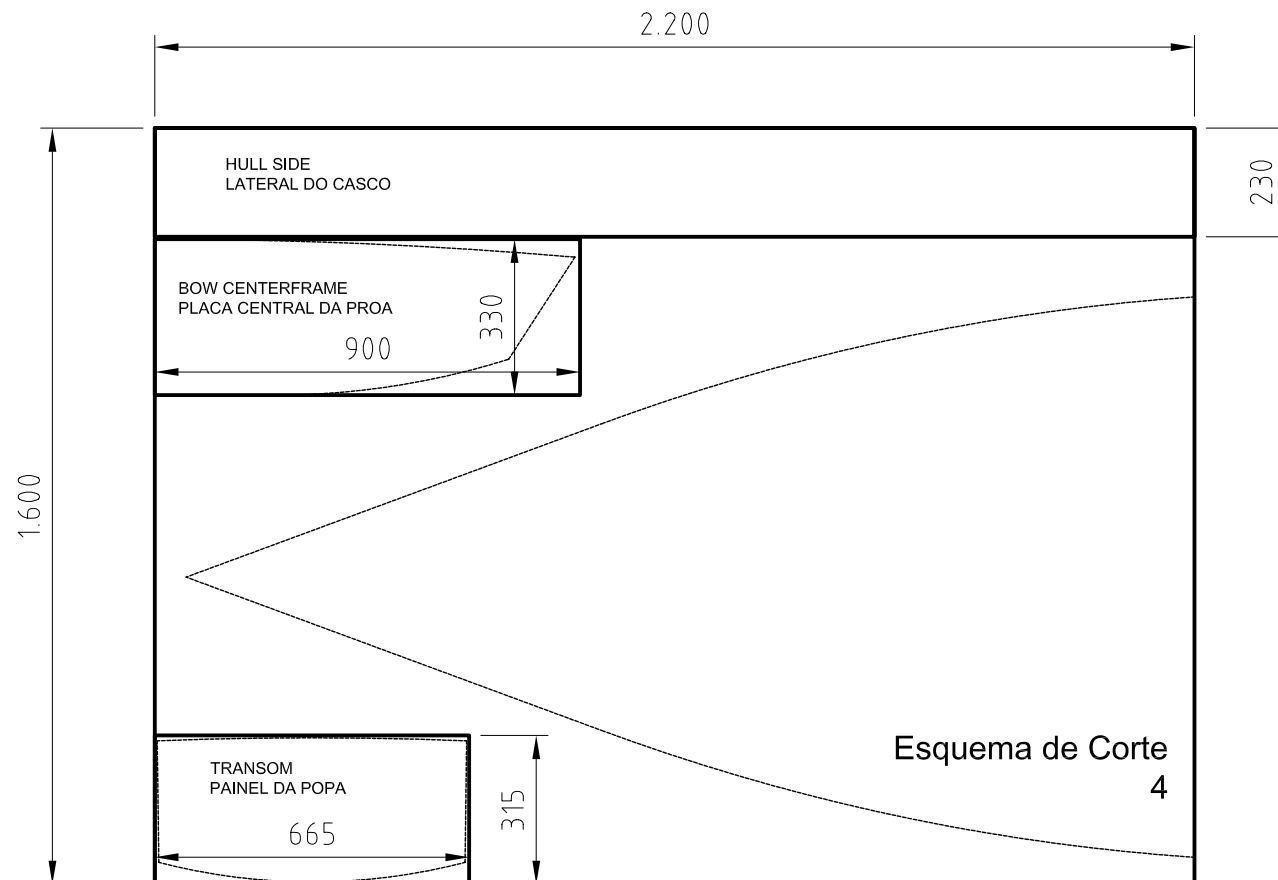 2.200
HULL SIDE
LATERAL DO CASCO
230
BOW CENTERFRAME
PLACA CENTRAL DA PROA
330
900
1.600
Esquema de Corte
4
TRANSOM
PAINEL DA POPA
315
665